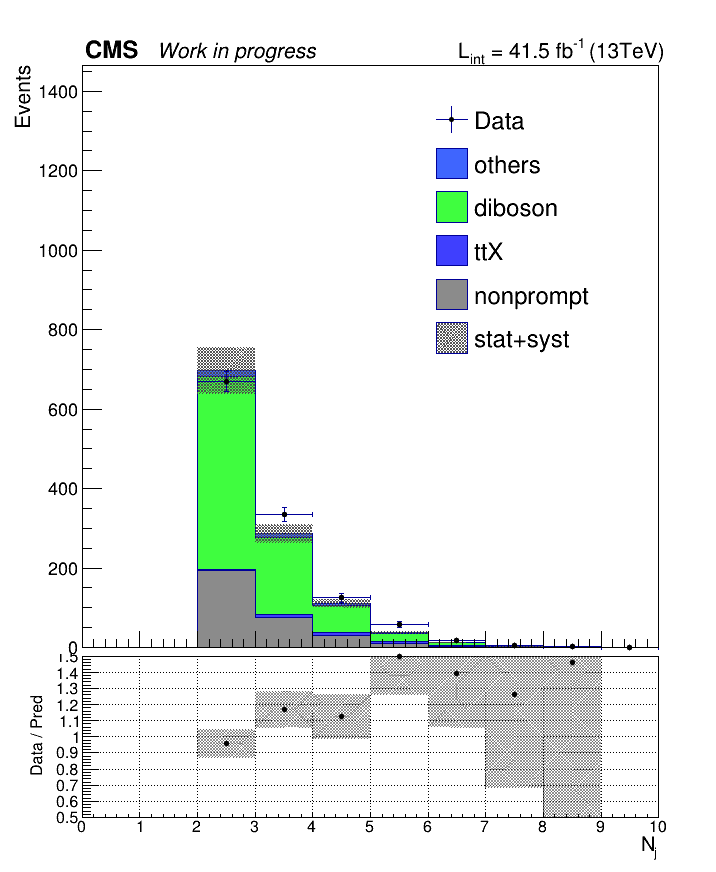 CMS Work in progress L_int = 41.5 fb^-1 (13TeV)
Events
1400
1200
1000
800
600
400
200
0
Data
others
diboson
ttX
nonprompt
stat+syst
Data / Pred
1.5
1.4
1.3
1.2
1.1
1
0.9
0.8
0.7
0.6
0.5
0 1 2 3 4 5 6 7 8 9 10
N_j